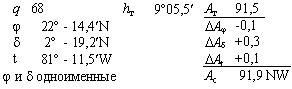 q 68 hт 9°05,5′ Aт 91,5
φ 22° - 14,4′N ΔAφ -0,1
δ 2° - 19,2′N ΔAδ +0,3
t 81° - 11,5′W ΔAt +0,1
φ и δ одноименные Ac 91,9 NW